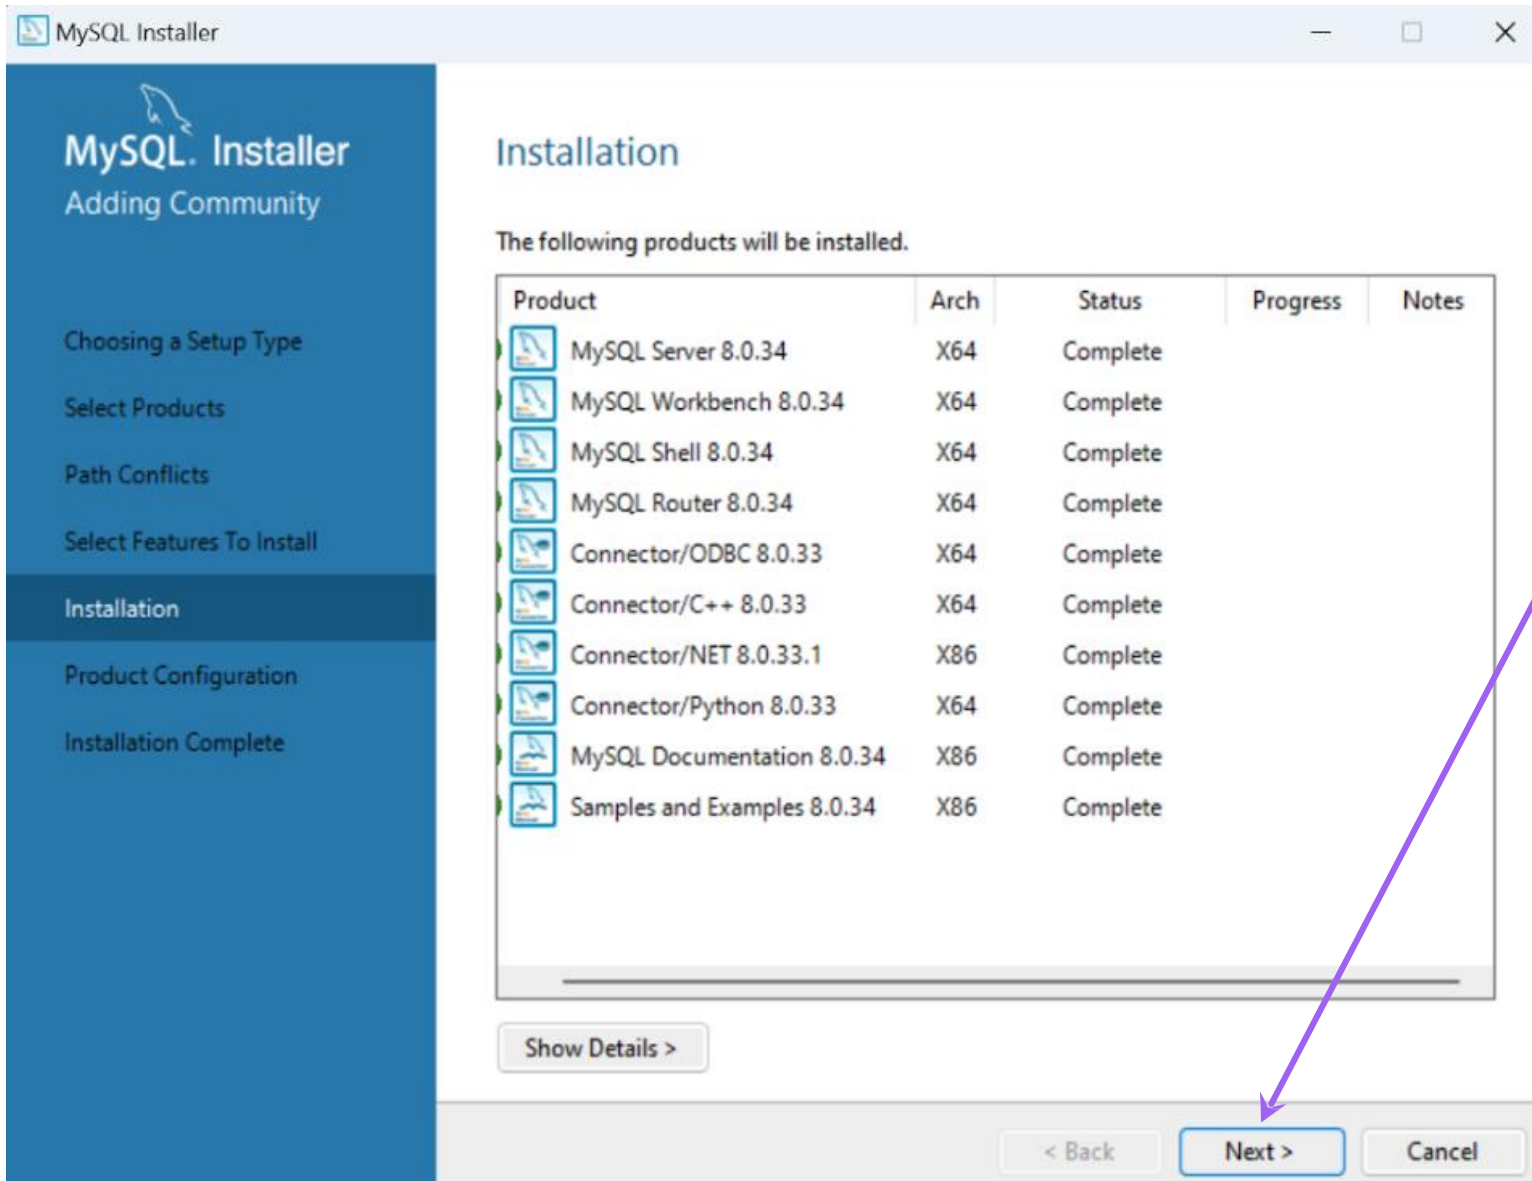 MySQL Installer
MySQL. Installer
Adding Community
Choosing a Setup Type
Select Products
Path Conflicts
Select Features To Install
Installation
Product Configuration
Installation Complete
Installation
The following products will be installed.
Product Arch Status Progress Notes
MySQL Server 8.0.34 X64 Complete
MySQL Workbench 8.0.34 X64 Complete
MySQL Shell 8.0.34 X64 Complete
MySQL Router 8.0.34 X64 Complete
Connector/ODBC 8.0.33 X64 Complete
Connector/C++ 8.0.33 X64 Complete
Connector/NET 8.0.33.1 X86 Complete
Connector/Python 8.0.33 X64 Complete
MySQL Documentation 8.0.34 X86 Complete
Samples and Examples 8.0.34 X86 Complete
Show Details >
< Back Next > Cancel